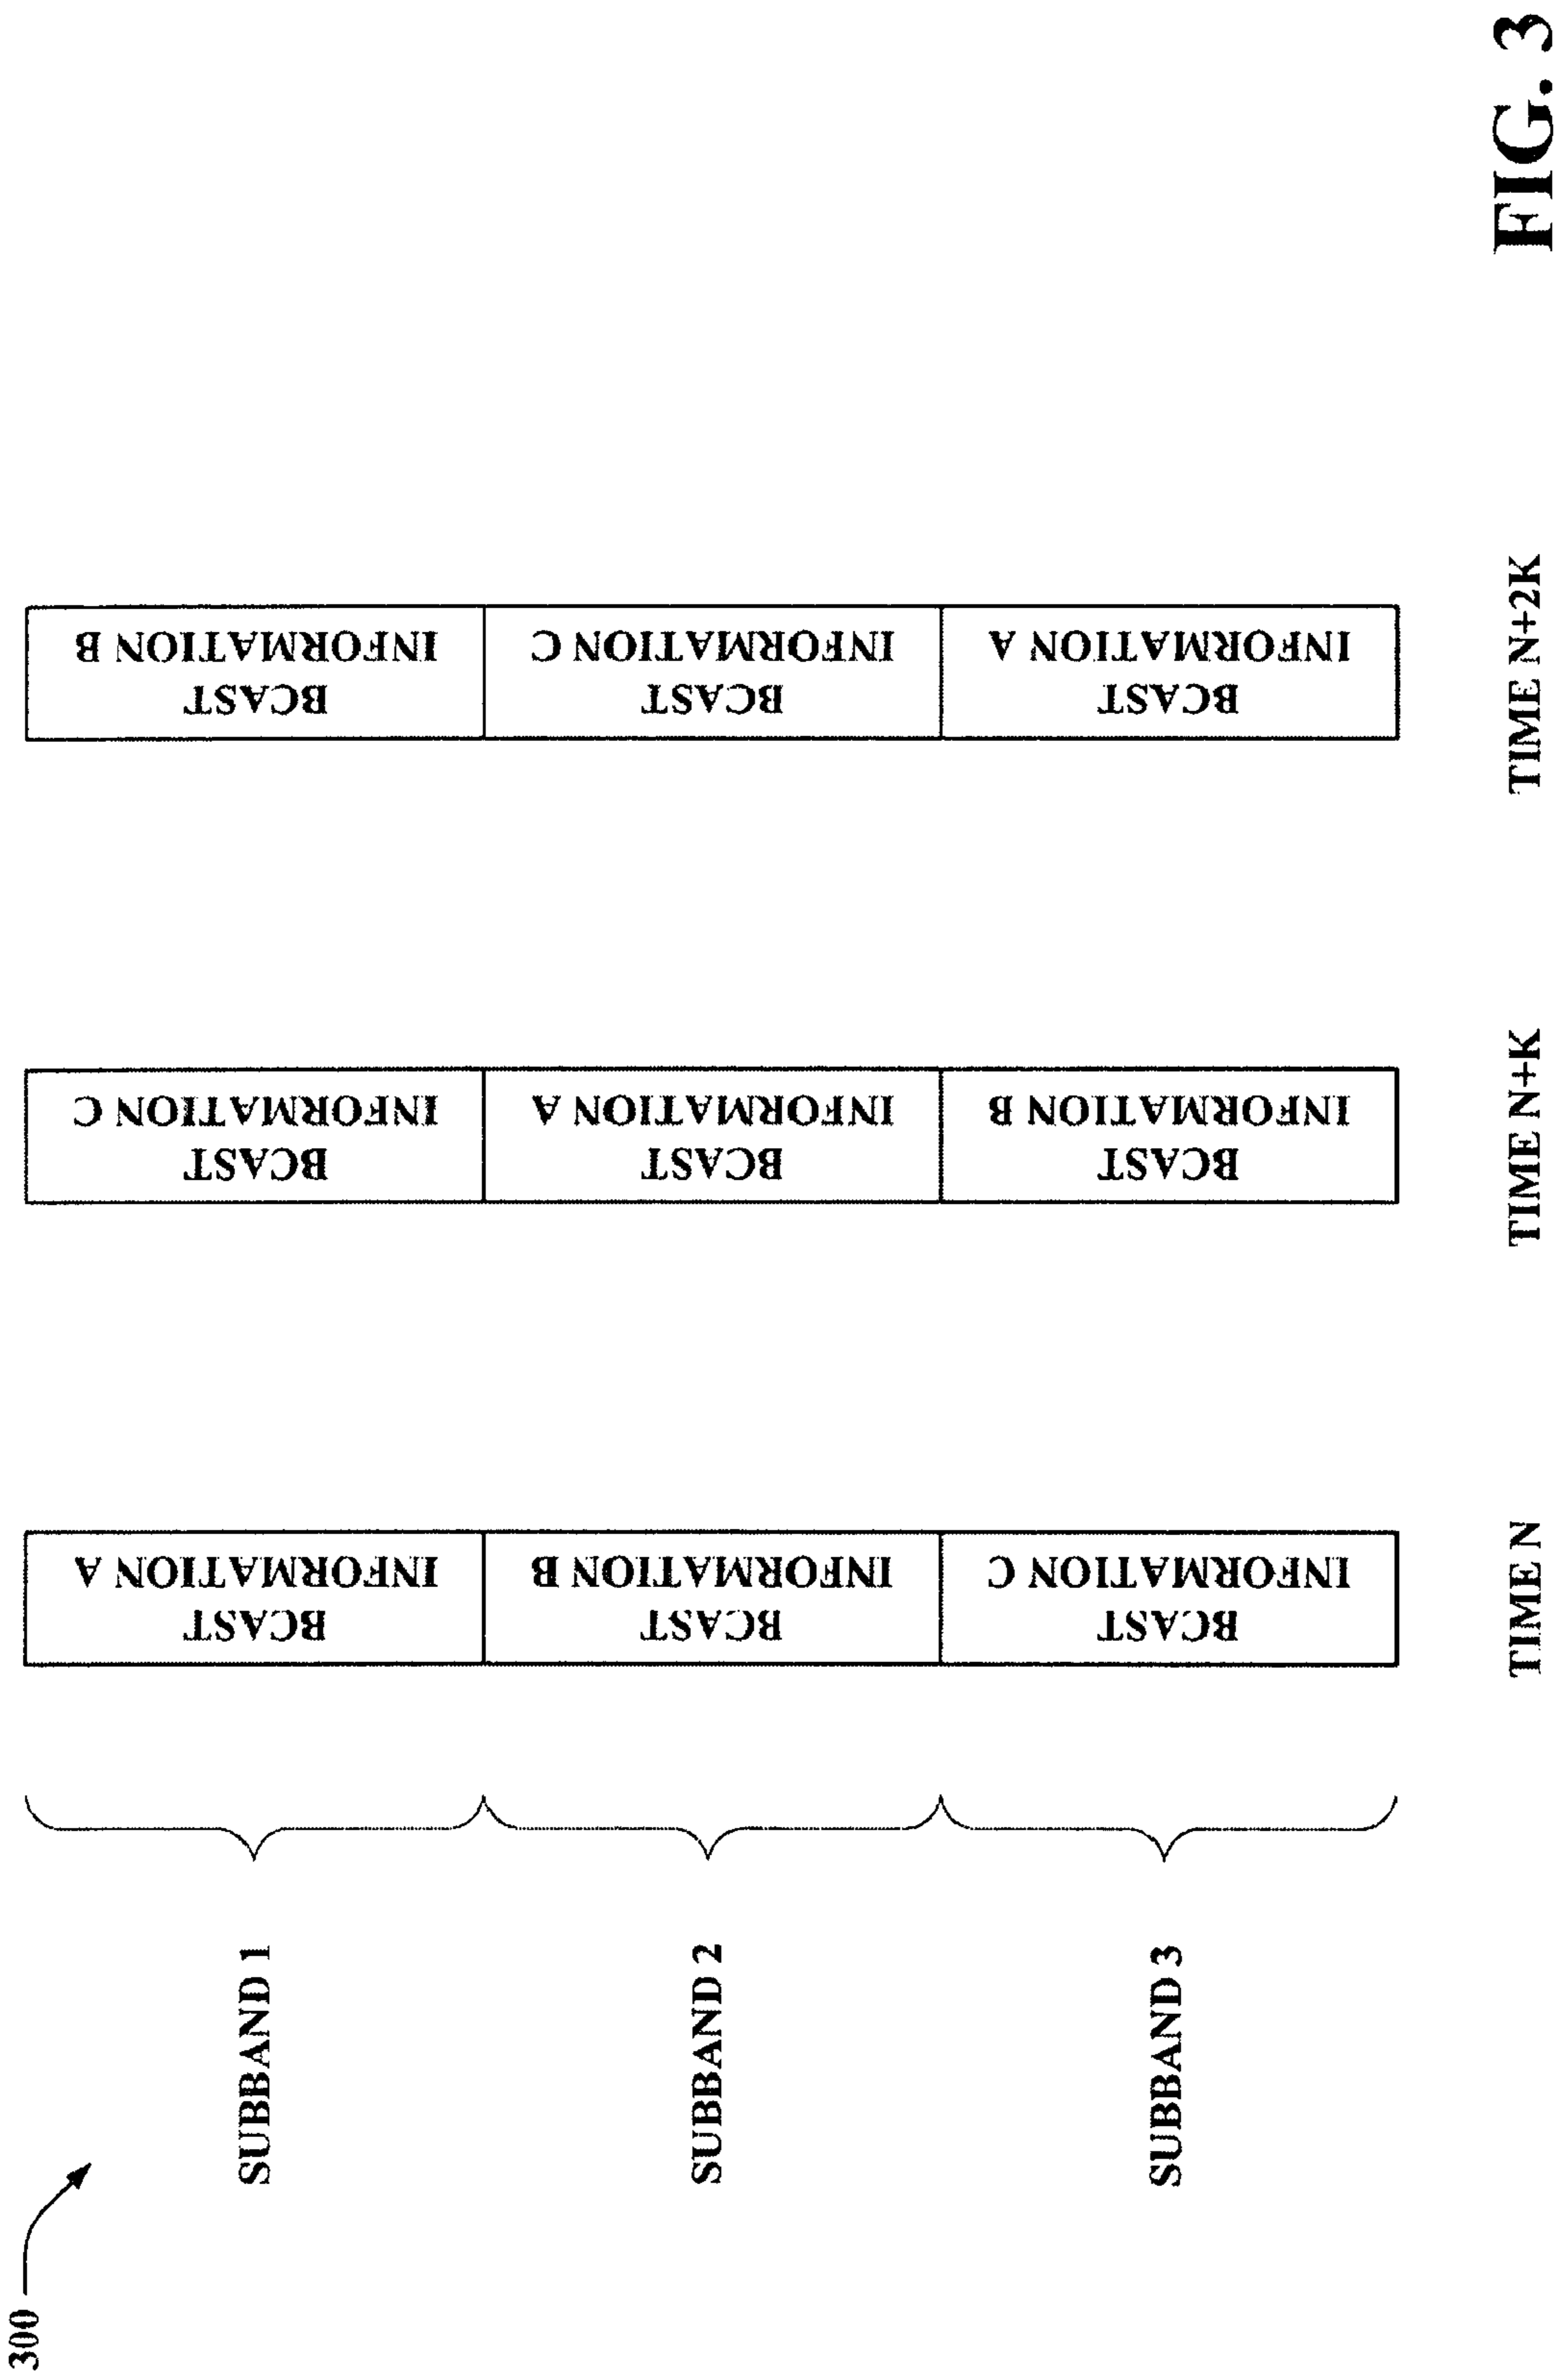 300
SUBBAND 1
BCAST
INFORMATION A
BCAST
INFORMATION C
BCAST
INFORMATION B
SUBBAND 2
BCAST
INFORMATION B
BCAST
INFORMATION A
BCAST
INFORMATION C
SUBBAND 3
BCAST
INFORMATION C
BCAST
INFORMATION B
BCAST
INFORMATION A
TIME N
TIME N+K
TIME N+2K
FIG. 3